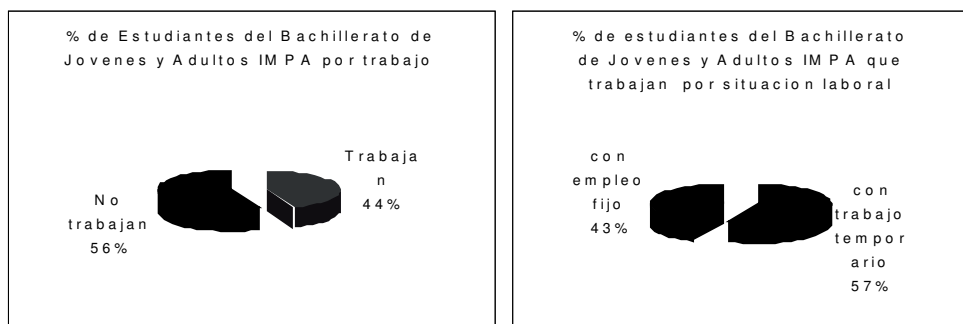 % de Estudiantes del Bachillerato de
Jovenes y Adultos IMPA por trabajo
Trabaja
n
44%
No
trabajan
56%
% de estudiantes del Bachillerato
de Jovenes y Adultos IMPA que
trabajan por situacion laboral
con
empleo
fijo
43%
con
trabajo
tempor
ario
57%